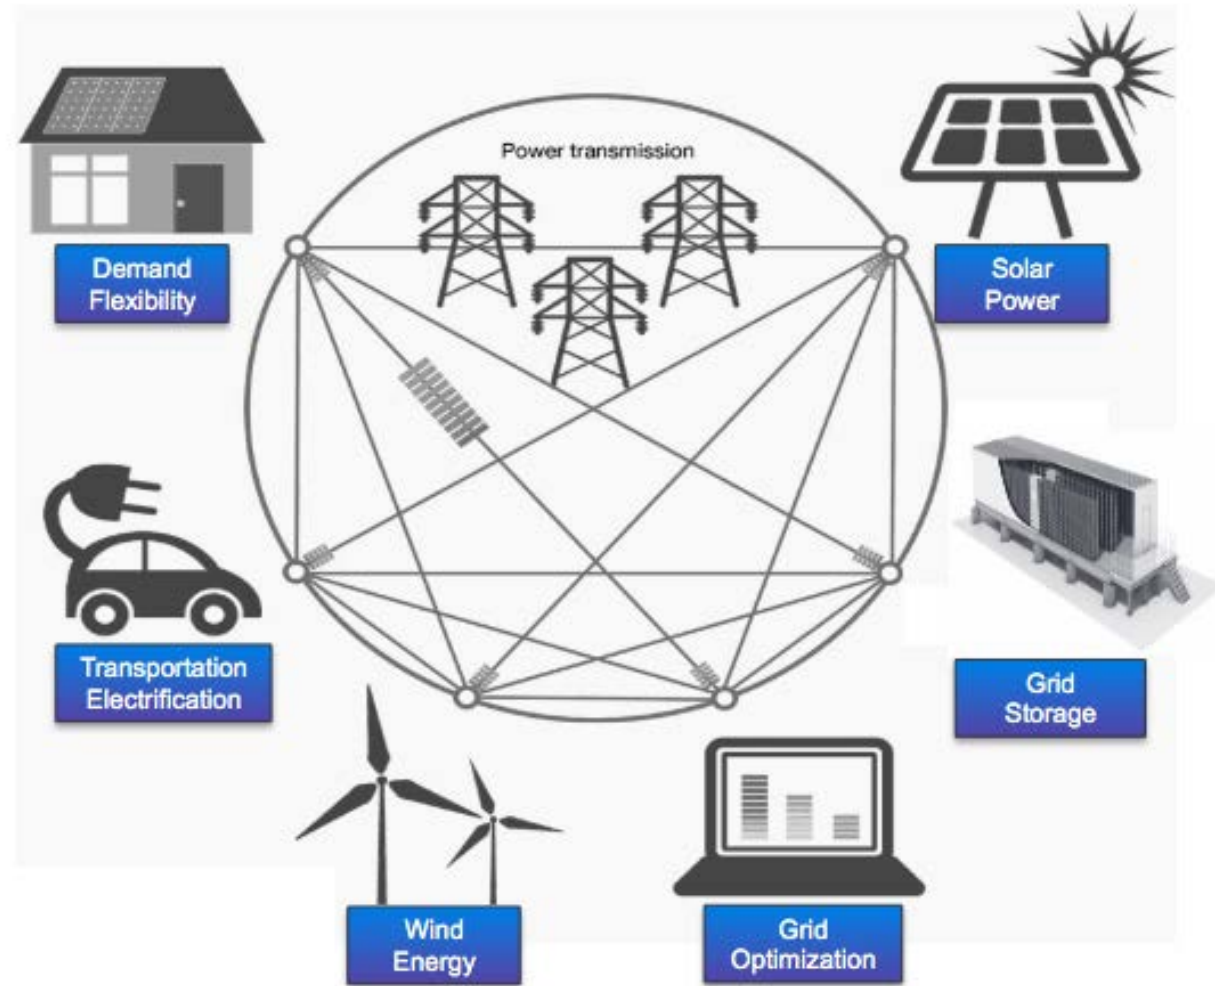 Power transmission
Demand
Flexibility
Solar
Power
Transportation
Electrification
Grid
Storage
Wind
Energy
Grid
Optimization